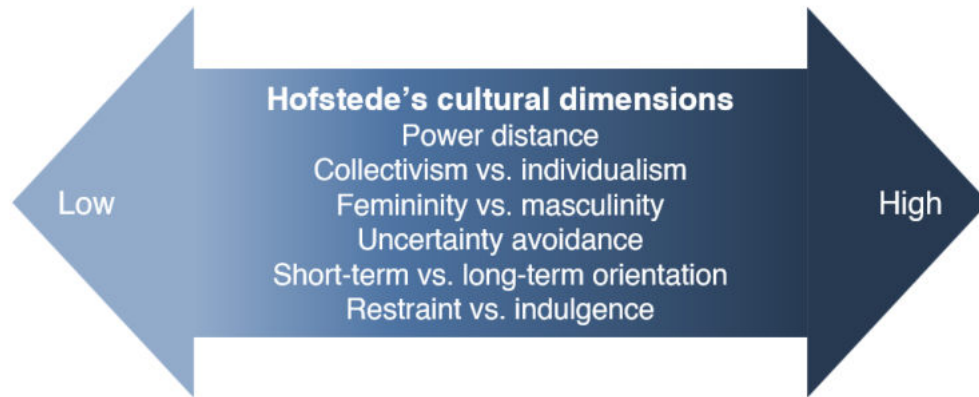 Hofstede’s cultural dimensions
Power distance
Collectivism vs. individualism
Low
Femininity vs. masculinity
High
Uncertainty avoidance
Short-term vs. long-term orientation
Restraint vs. indulgence